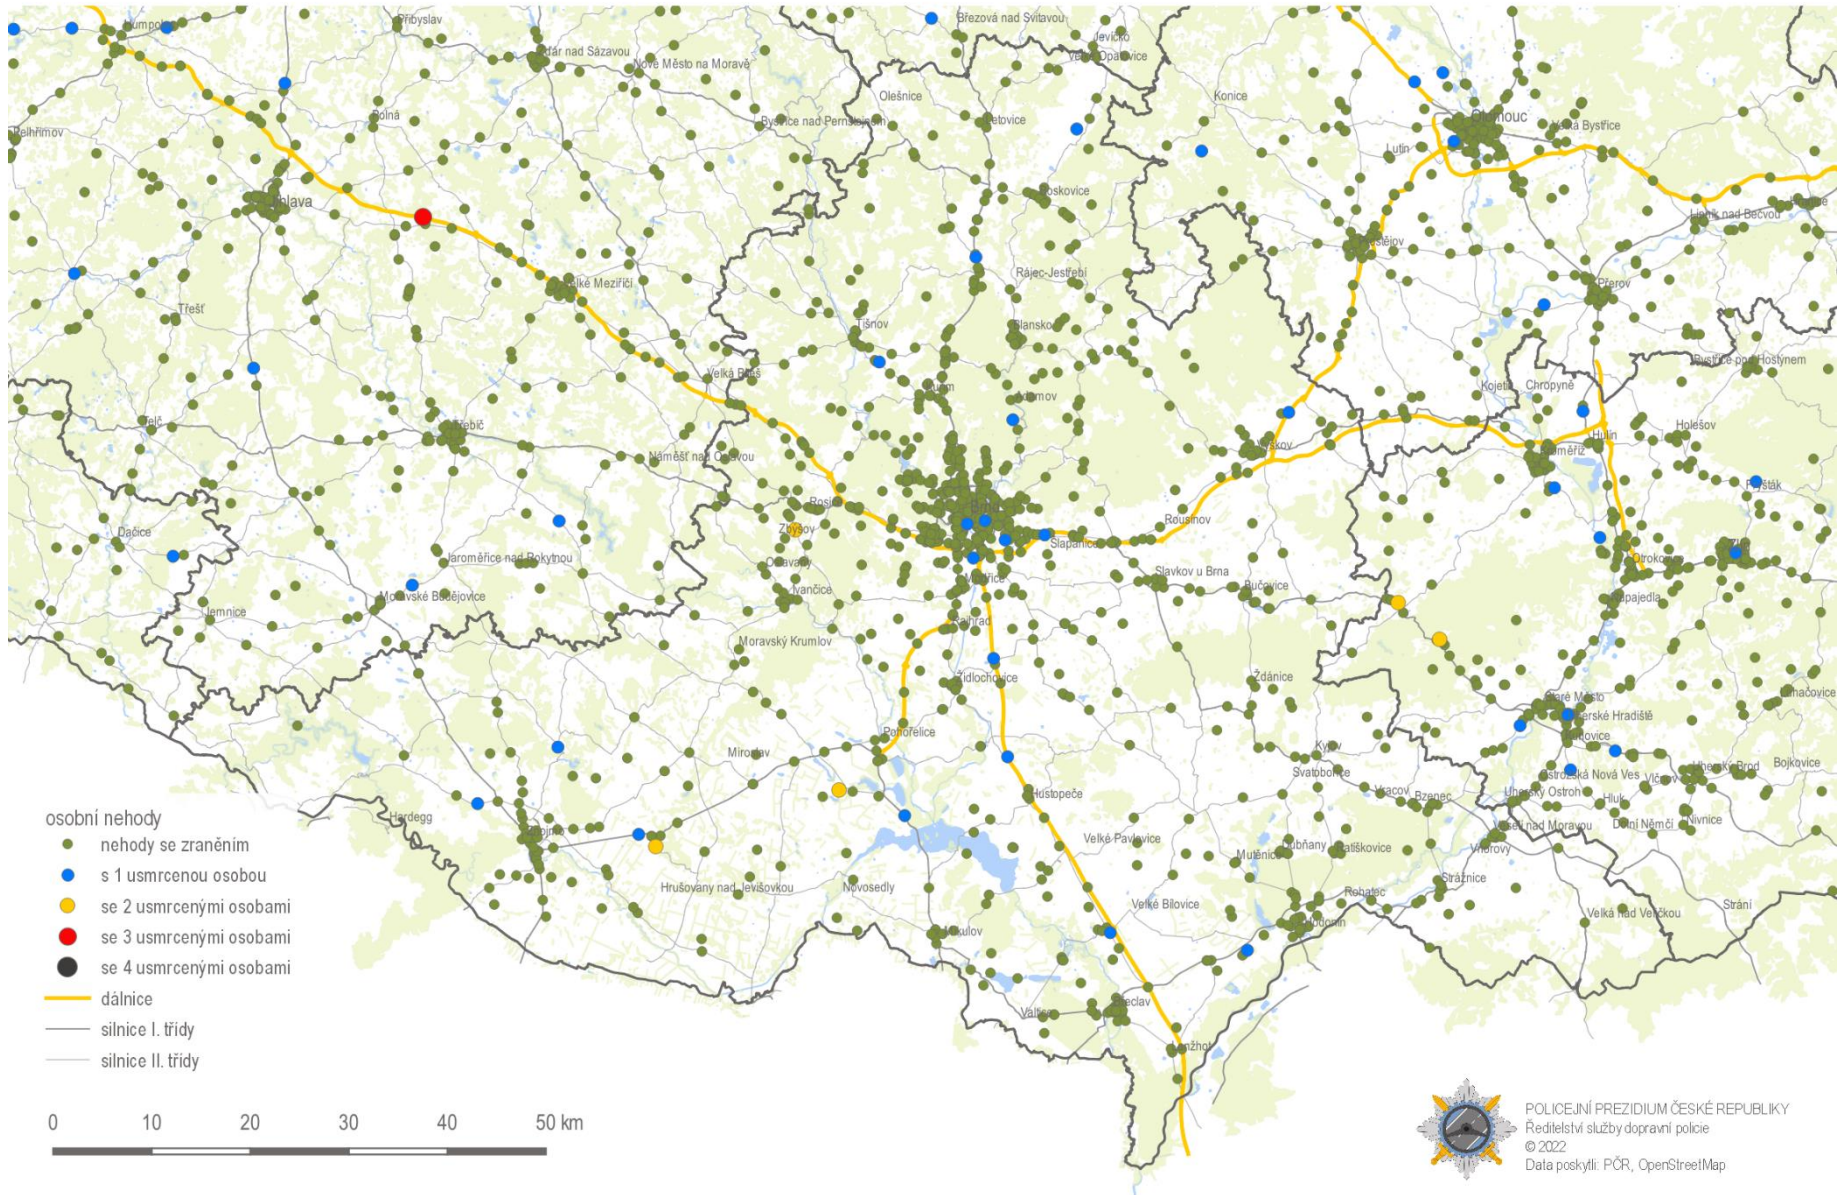 Přibyslav
Březová nad Svitavou
Jevíčko
Velké Opatovice
Nové Město na Moravě
Olešnice
Konice
Letovice
Olomouc
Velká Bystřice
Bystřice nad Pernštejnem
Polná
Pelhřimov
Lutín
Boskovice
Jihlava
Lipník nad Bečvou
Hranice
Prostějov
Rájec-Jestřebí
Velké Meziříčí
Přerov
Třešť
Tišnov
Blansko
Bystřice pod Hostýnem
Velká Bíteš
Kuřim
Adamov
Kojetín
Chropyně
Telč
Třebíč
Holešov
Hulín
Vyškov
Kroměříž
Náměšť nad Oslavou
Fryšták
Rosice
Brno
Rousínov
Zbýšov
Dačice
Šlapanice
Otrokovice
Jaroměřice nad Rokytnou
Oslavany
Modřice
Slavkov u Brna
Bučovice
Ivančice
Moravské Budějovice
Napajedla
Jemnice
Rajhrad
Moravský Krumlov
Židlochovice
Ždánice
Staré Město
Luhačovice
Uherské Hradiště
Kunovice
Pohořelice
Miroslav
Kyjov
Svatobořice
Ostrožská Nová Ves
Vlčnov
Uherský Brod
Bojkovice
Vracov
Bzenec
Uherský Ostroh
Hluk
Hustopeče
Hardegg
Znojmo
Velké Pavlovice
Dubňany
Ratíškovice
Mutěnice
Veselí nad Moravou
Vnorovy
Dolní Němčí
Nivnice
Hrušovany nad Jevišovkou
Novosedly
Velké Bílovice
Rohatec
Strážnice
Hodonín
Velká nad Veličkou
Strání
Mikulov
Valtice
Břeclav
Lanžhot
osobní nehody
nehody se zraněním
s 1 usmrcenou osobou
se 2 usmrcenými osobami
se 3 usmrcenými osobami
se 4 usmrcenými osobami
dálnice
silnice I. třídy
silnice II. třídy
0 10 20 30 40 50 km
POLICEJNÍ PREZIDIUM ČESKÉ REPUBLIKY
Ředitelství služby dopravní policie
© 2022
Data poskytli: PČR, OpenStreetMap